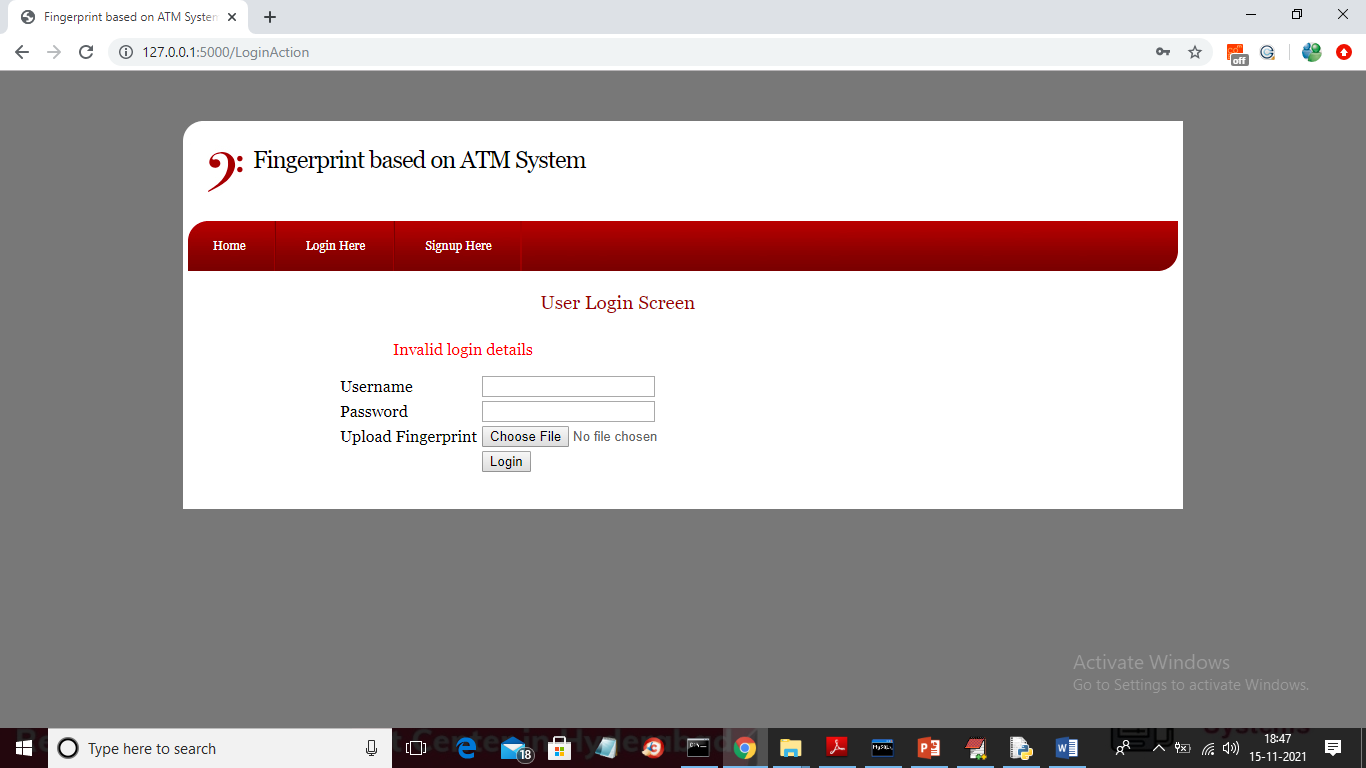 Fingerprint based on ATM System
127.0.0.1:5000/LoginAction
off
Fingerprint based on ATM System
Home
Login Here
Signup Here
User Login Screen
Invalid login details
Username
Password
Upload Fingerprint Choose File No file chosen
Login
Activate Windows
Go to Settings to activate Windows.
Type here to search
18
18:47
15-11-2021